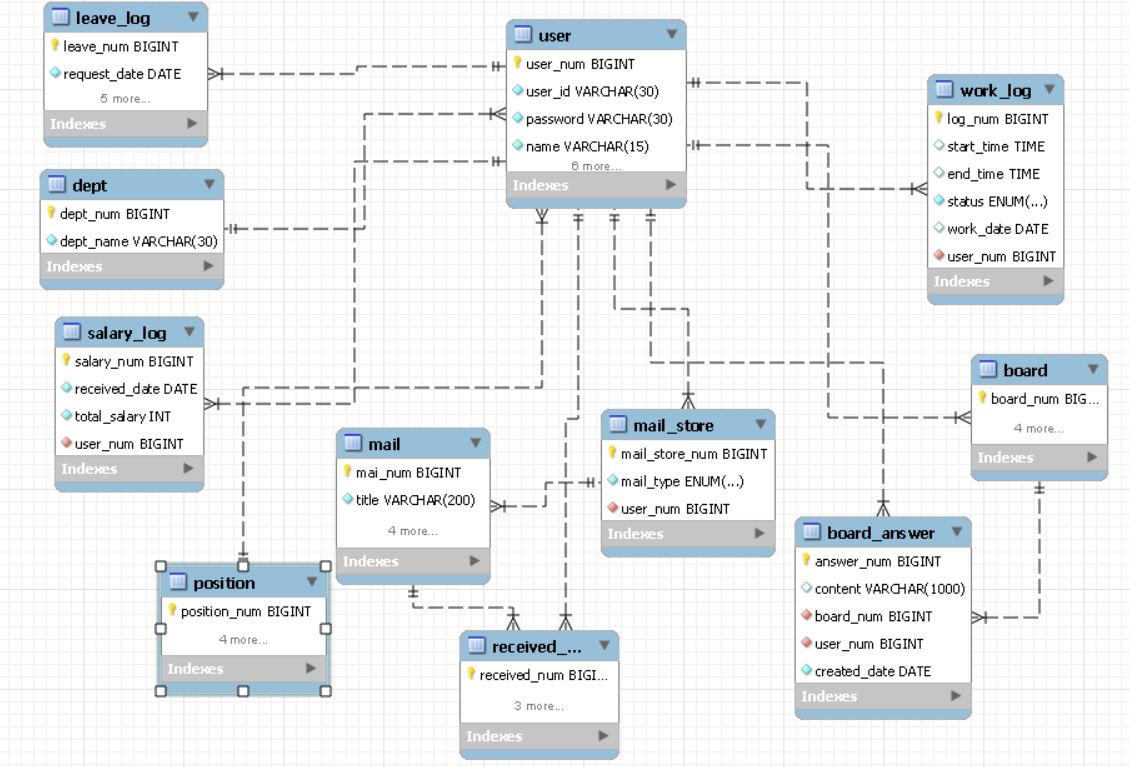 leave_log
leave_num BIGINT
request_date DATE
5 more...
Indexes
user
user_num BIGINT
user_id VARCHAR(30)
password VARCHAR(30)
name VARCHAR(15)
6 more...
Indexes
work_log
log_num BIGINT
start_time TIME
end_time TIME
status ENUM(...)
work_date DATE
user_num BIGINT
Indexes
dept
dept_num BIGINT
dept_name VARCHAR(30)
Indexes
salary_log
salary_num BIGINT
received_date DATE
total_salary INT
user_num BIGINT
Indexes
mail
mai_num BIGINT
title VARCHAR(200)
4 more...
Indexes
mail_store
mail_store_num BIGINT
mail_type ENUM(...)
user_num BIGINT
Indexes
board
board_num BIG...
4 more...
Indexes
board_answer
answer_num BIGINT
content VARCHAR(1000)
board_num BIGINT
user_num BIGINT
created_date DATE
Indexes
position
position_num BIGINT
4 more...
Indexes
received_...
received_num BIGI...
3 more...
Indexes